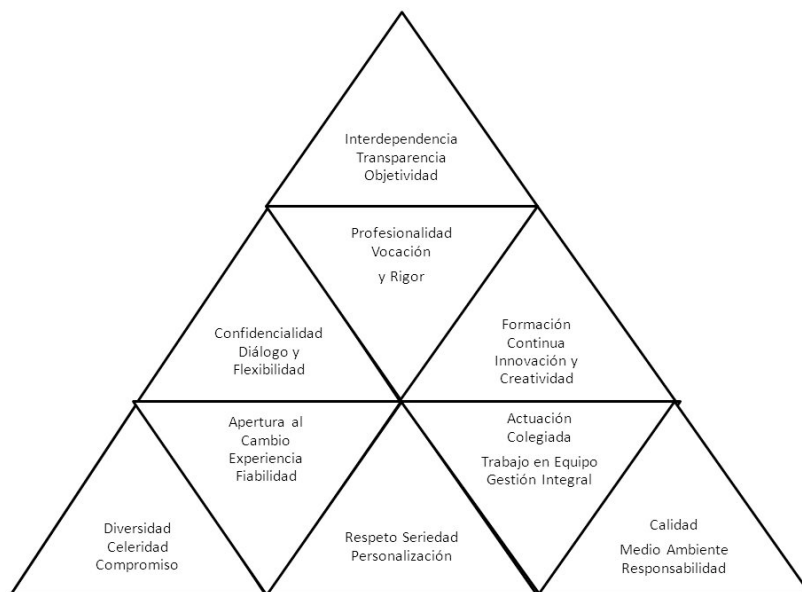 Interdependencia
Transparencia
Objetividad
Profesionalidad
Vocación
y Rigor
Confidencialidad
Diálogo y
Flexibilidad
Formación
Continua
Innovación y
Creatividad
Apertura al
Cambio
Experiencia
Fiabilidad
Actuación
Colegiada
Trabajo en Equipo
Gestión Integral
Diversidad
Celeridad
Compromiso
Respeto Seriedad
Personalización
Calidad
Medio Ambiente
Responsabilidad